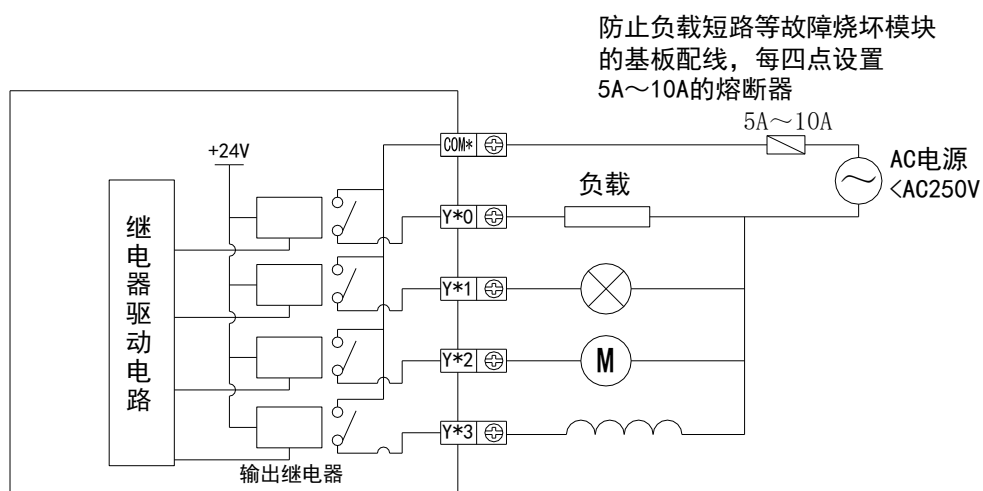 防止负载短路等故障烧坏模块
的基板配线，每四点设置
5A～10A的熔断器
5A～10A
COM*
+24V
AC电源
<AC250V
负载
Y*0
继电器驱动电路
Y*1
Y*2
M
Y*3
输出继电器